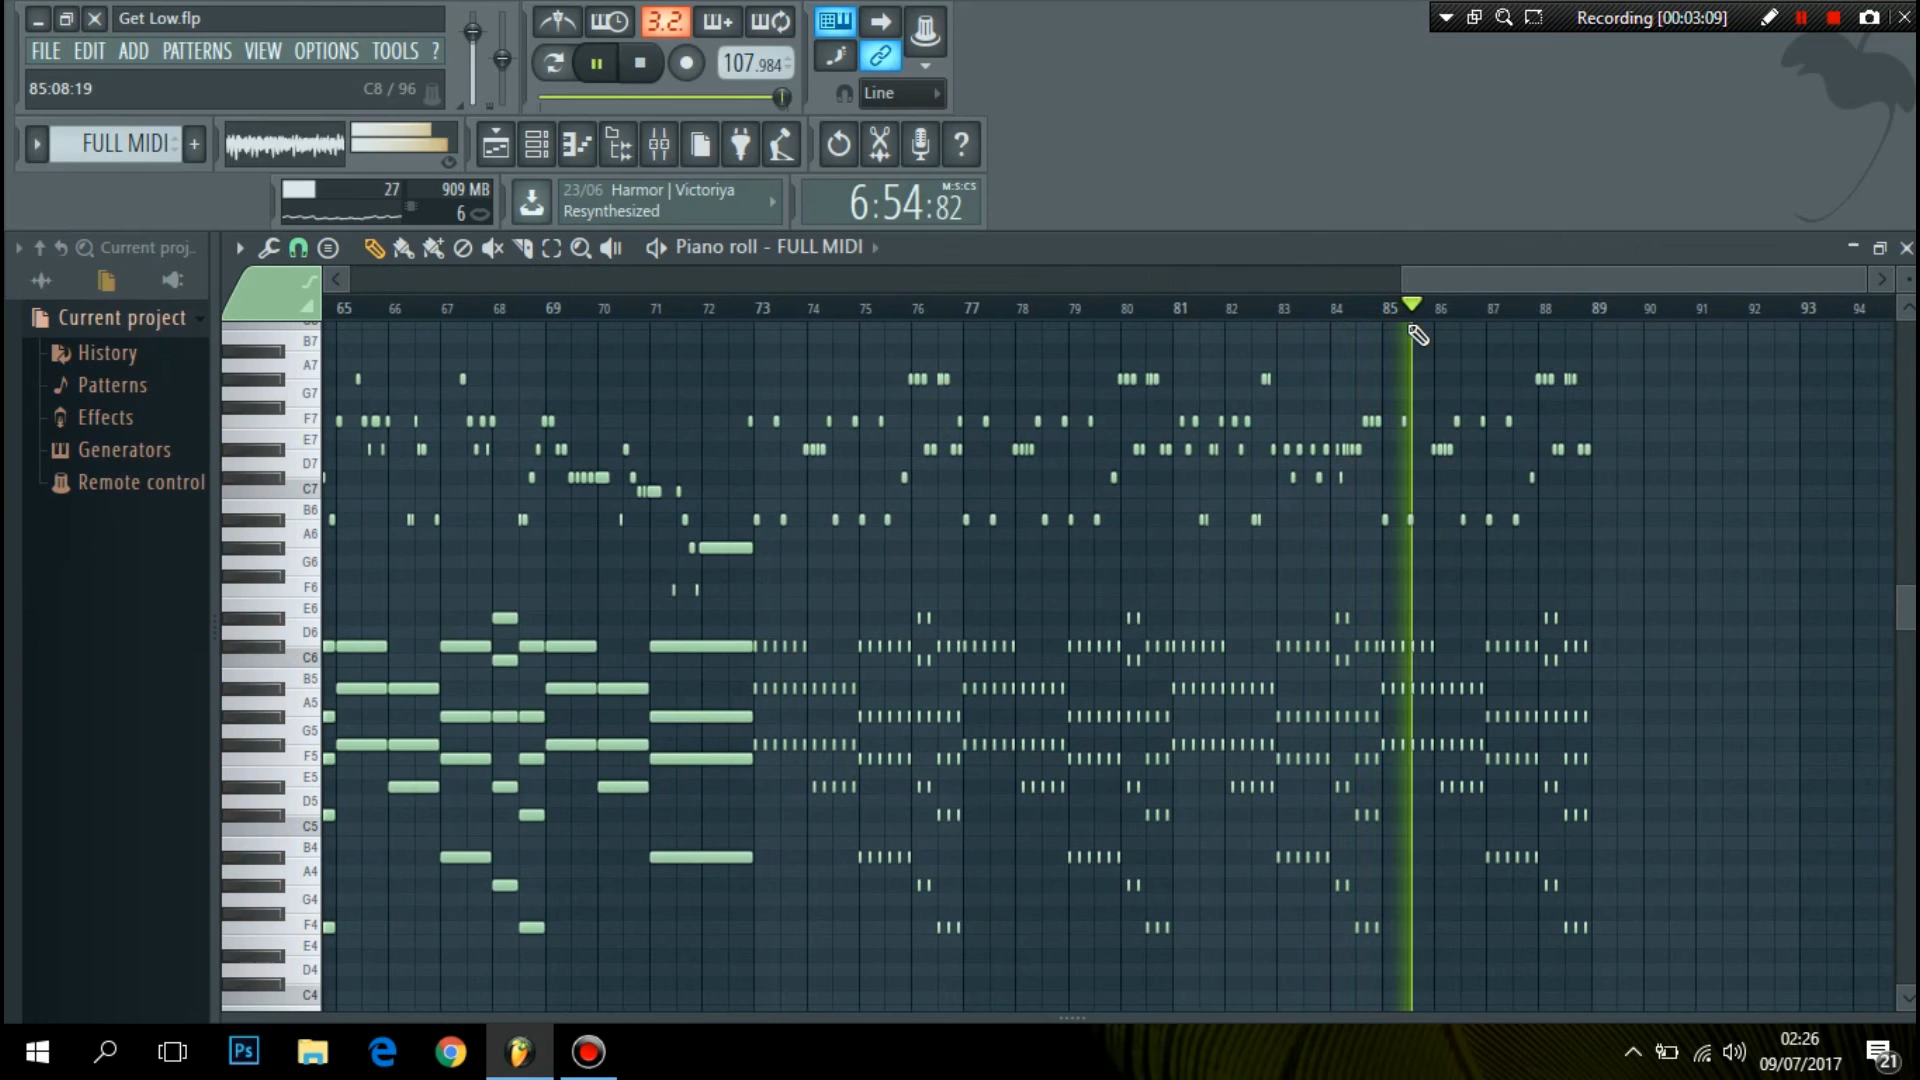 Get Low.flp
Recording [00:03:09]
FILE EDIT ADD PATTERNS VIEW OPTIONS TOOLS ?
3.2.
107.984
85:08:19
C8 / 96
Line
FULL MIDI
+
?
27
909 MB
6
23/06 Harmor | Victoriya
Resynthesized
M:S:CS
6:54:82
Current proj..
Piano roll - FULL MIDI
Current project
History
Patterns
Effects
Generators
Remote control
65 66 67 68 69 70 71 72 73 74 75 76 77 78 79 80 81 82 83 84 85 86 87 88 89 90 91 92 93 94
B7
A7
G7
F7
E7
D7
C7
B6
A6
G6
F6
E6
D6
C6
B5
A5
G5
F5
E5
D5
C5
B4
A4
G4
F4
E4
D4
C4
Ps
02:26
09/07/2017
21